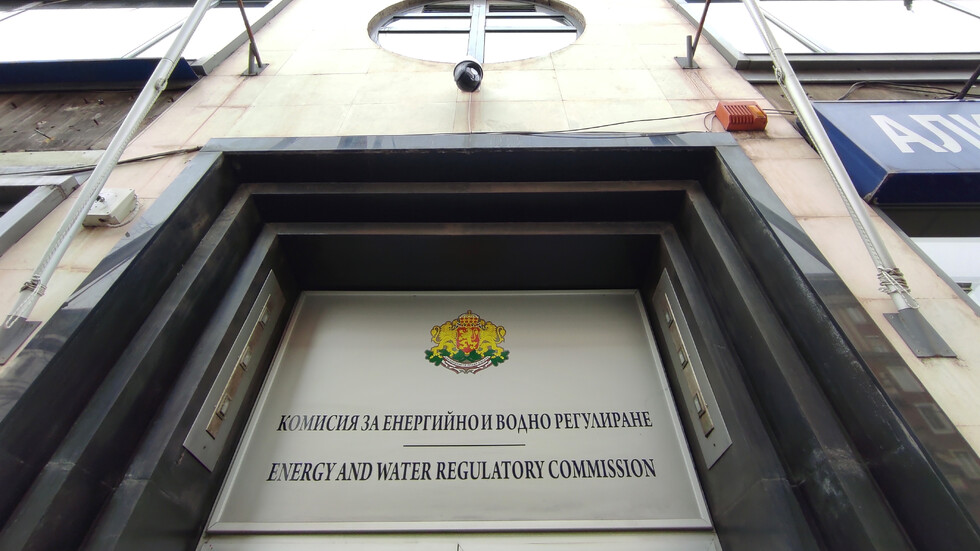 КОМИСИЯ ЗА ЕНЕРГИЙНО И ВОДНО РЕГУЛИРАНЕ
ENERGY AND WATER REGULATORY COMMISSION